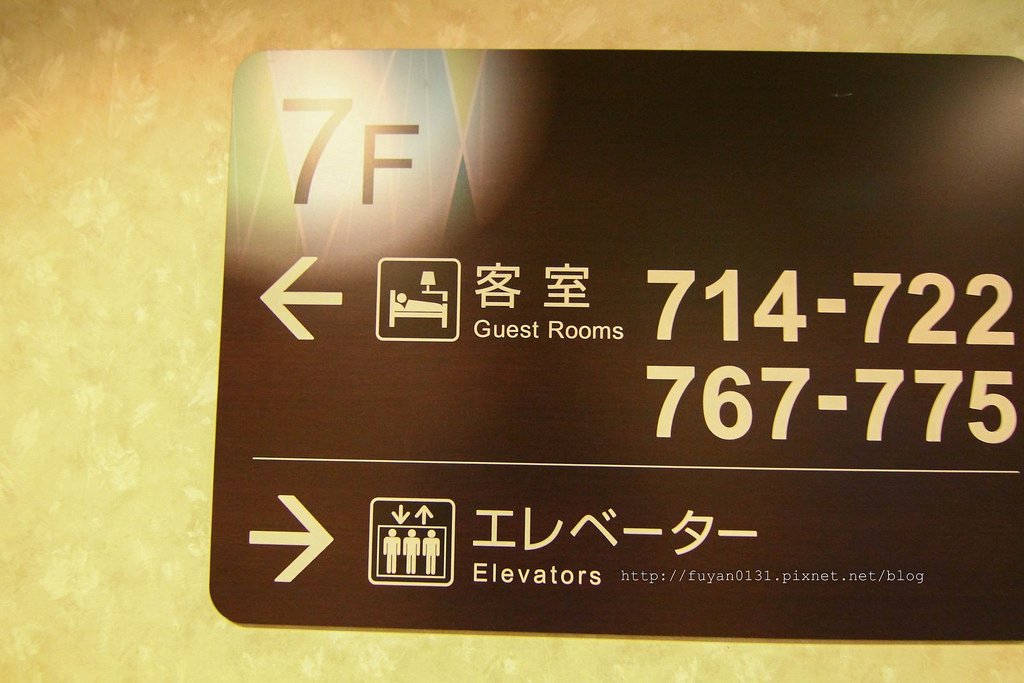 7F
客室
Guest Rooms
714-722
767-775
エレベーター
Elevators
http://fuyan0131.pixnet.net/blog